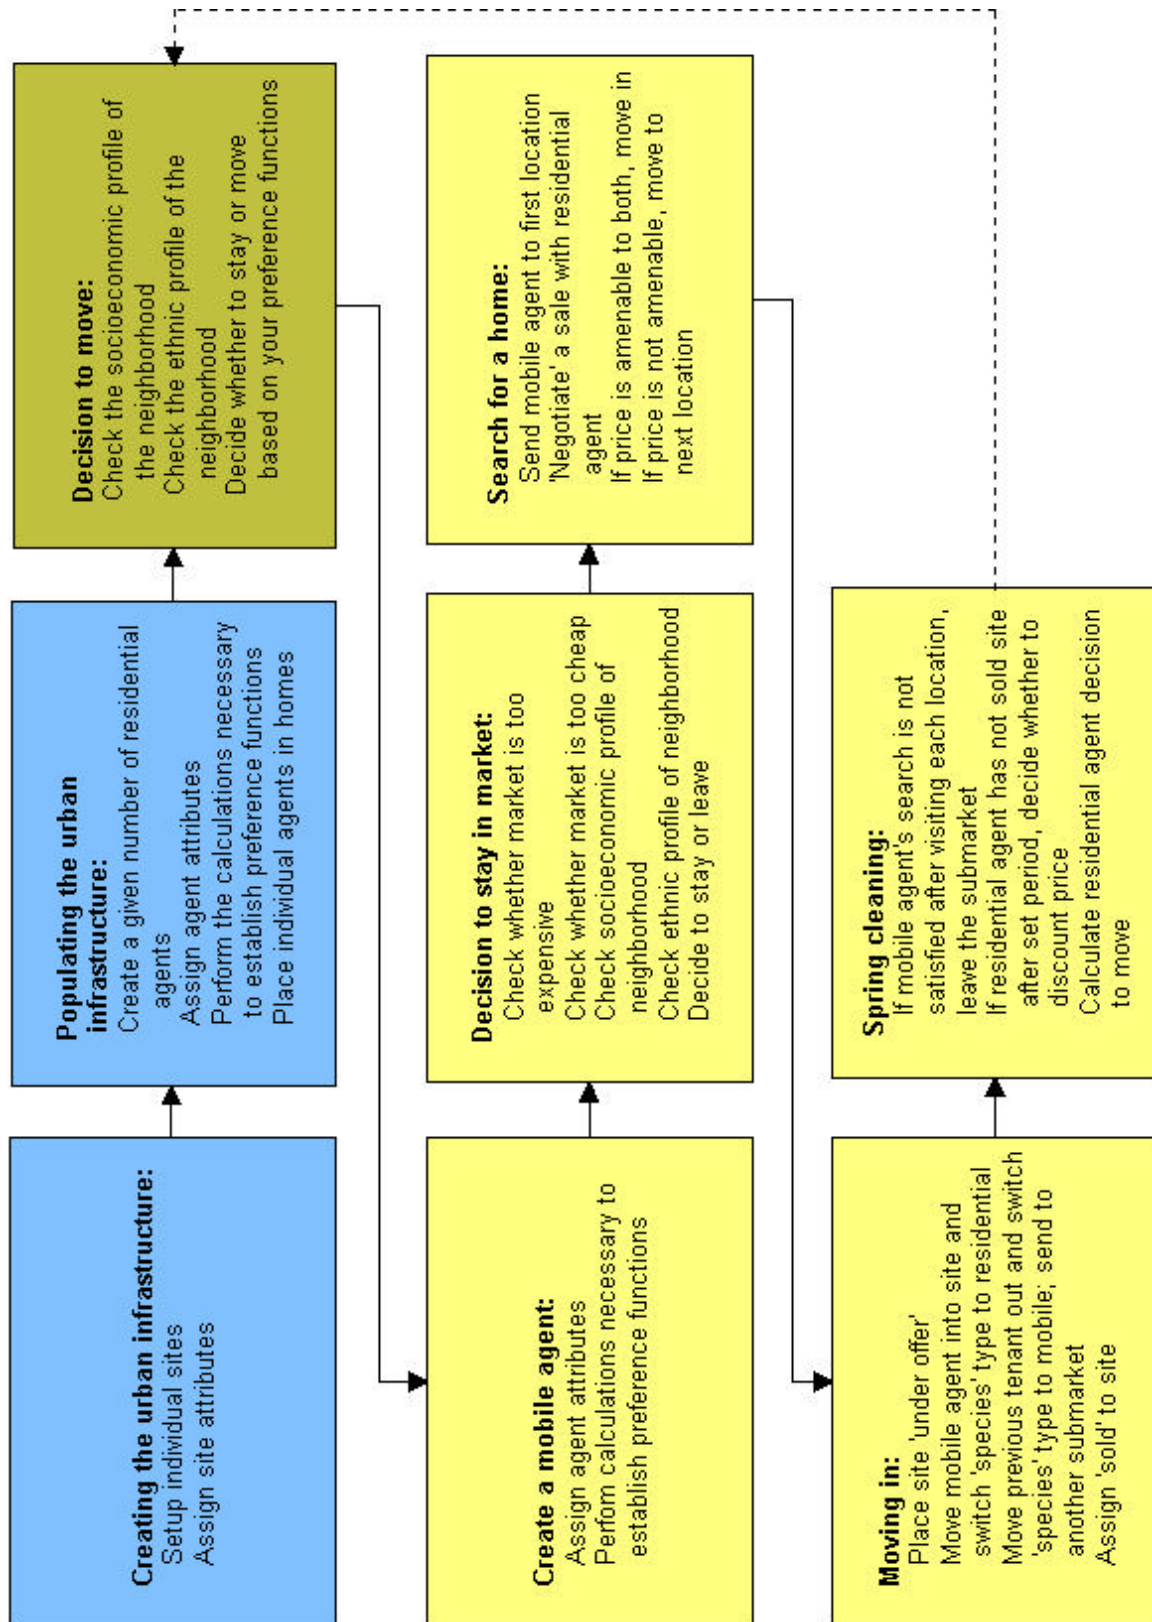 Creating the urban infrastructure:
Setup individual sites
Assign site attributes
Populating the urban
infrastructure:
Create a given number of residential
agents
Assign agent attributes
Perform the calculations necessary
to establish preference functions
Place individual agents in homes
Decision to move:
Check the socioeconomic profile of
the neighborhood
Check the ethnic profile of the
neighborhood
Decide whether to stay or move
based on your preference functions
Create a mobile agent:
Assign agent attributes
Perfom calculations necessary to
establish preference functions
Decision to stay in market:
Check whether market is too
expensive
Check whether market is too cheap
Check socioeconomic profile of
neighborhood
Check ethnic profile of neighborhood
Decide to stay or leave
Search for a home:
Send mobile agent to first location
'Negotiate' a sale with residential
agent
If price is amenable to both, move in
If price is not amenable, move to
next location
Moving in:
Place site 'under offer'
Move mobile agent into site and
switch 'species' type to residential
Move previous tenant out and switch
'species' type to mobile; send to
another submarket
Assign 'sold' to site
Spring cleaning:
If mobile agent's search is not
satisfied after visiting each location,
leave the submarket
If residential agent has not sold site
after set period, decide whether to
discount price
Calculate residential agent decision
to move